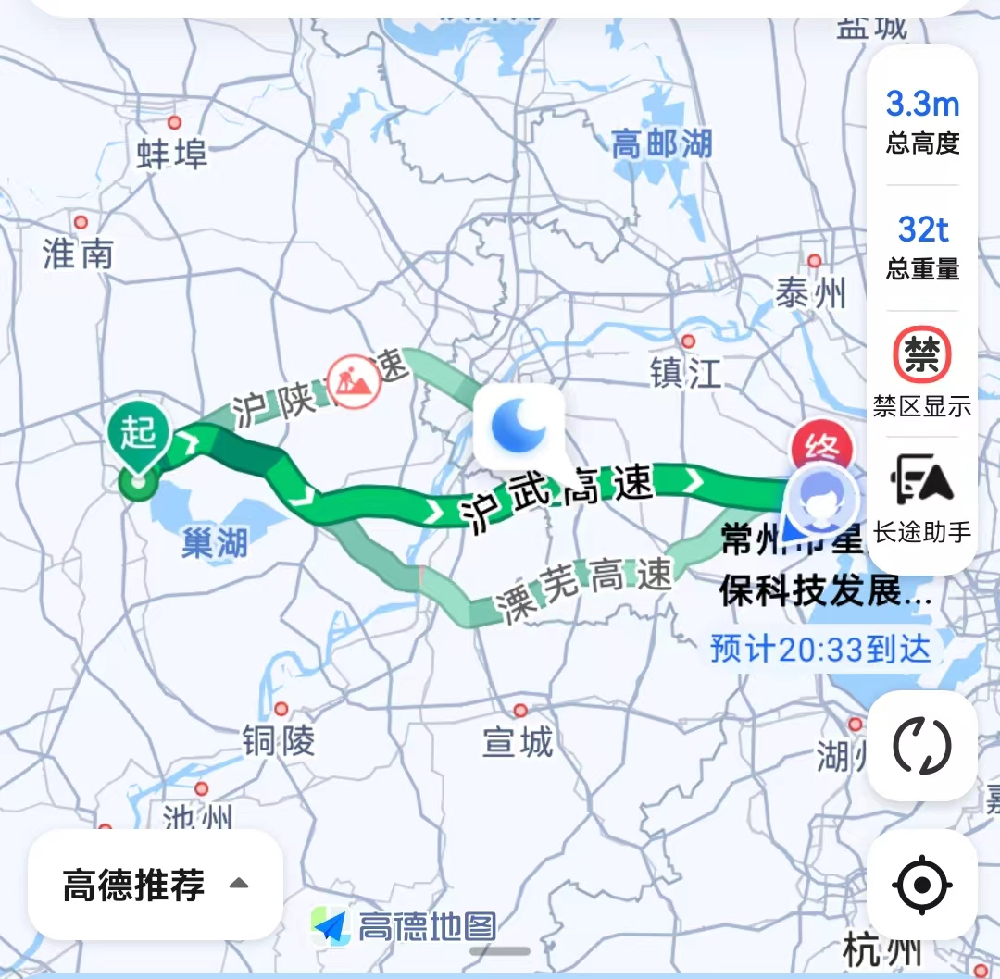 盐城
3.3m
总高度
高邮湖
蚌埠
32t
总重量
淮南
泰州
禁
镇江
禁区显示
沪陕
速
起
终
沪武高速
长途助手
巢湖
常州市星
溧芜高速
保科技发展...
预计20:33到达
铜陵
宣城
湖州
池州
高德推荐
高德地图
杭州